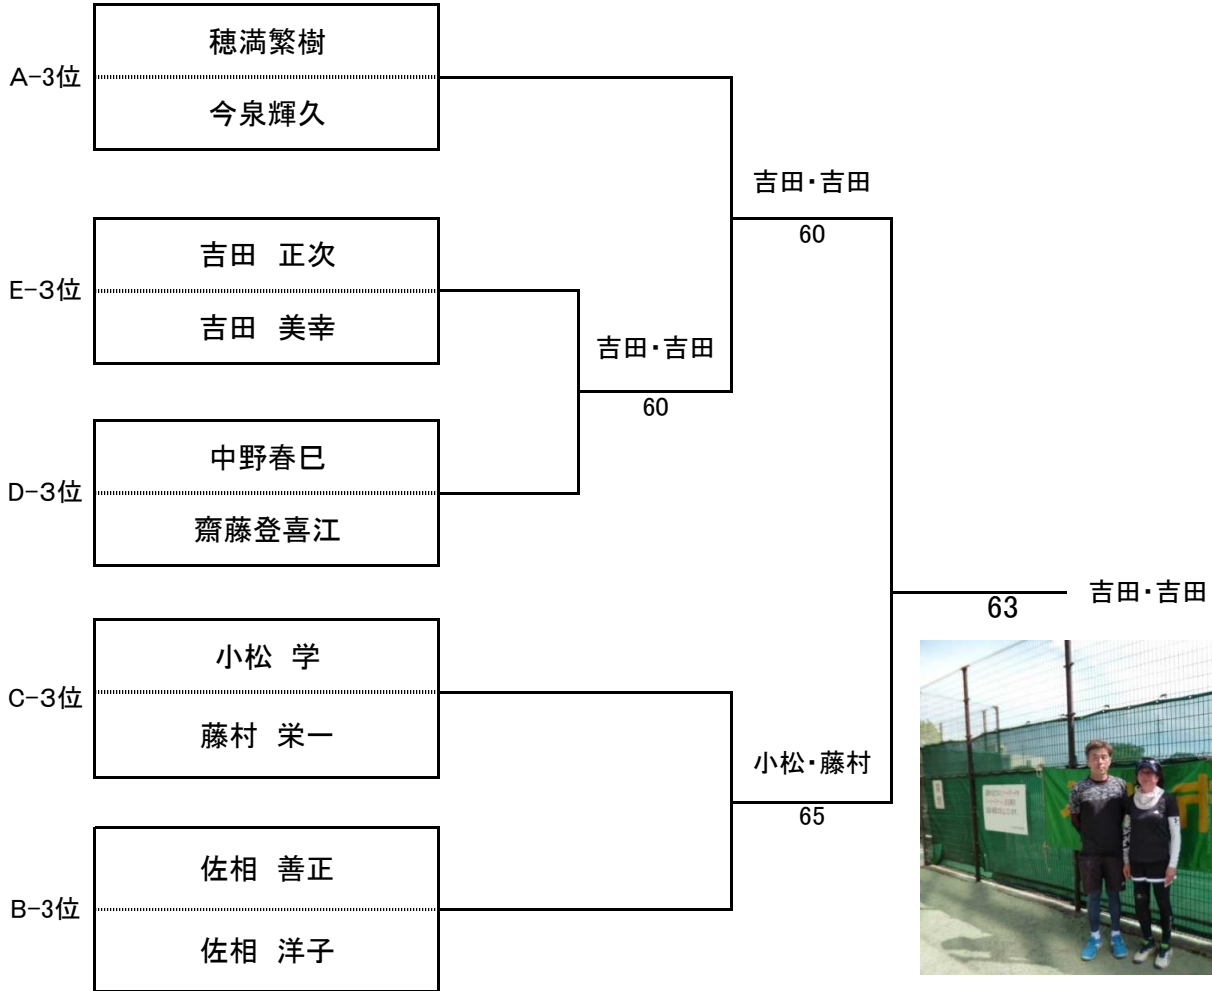 A-3位
穂満繁樹
今泉輝久
吉田・吉田
60
E-3位
吉田　正次
吉田　美幸
吉田・吉田
60
D-3位
中野春巳
齋藤登喜江
63
吉田・吉田
C-3位
小松　学
藤村　栄一
小松・藤村
65
B-3位
佐相　善正
佐相　洋子